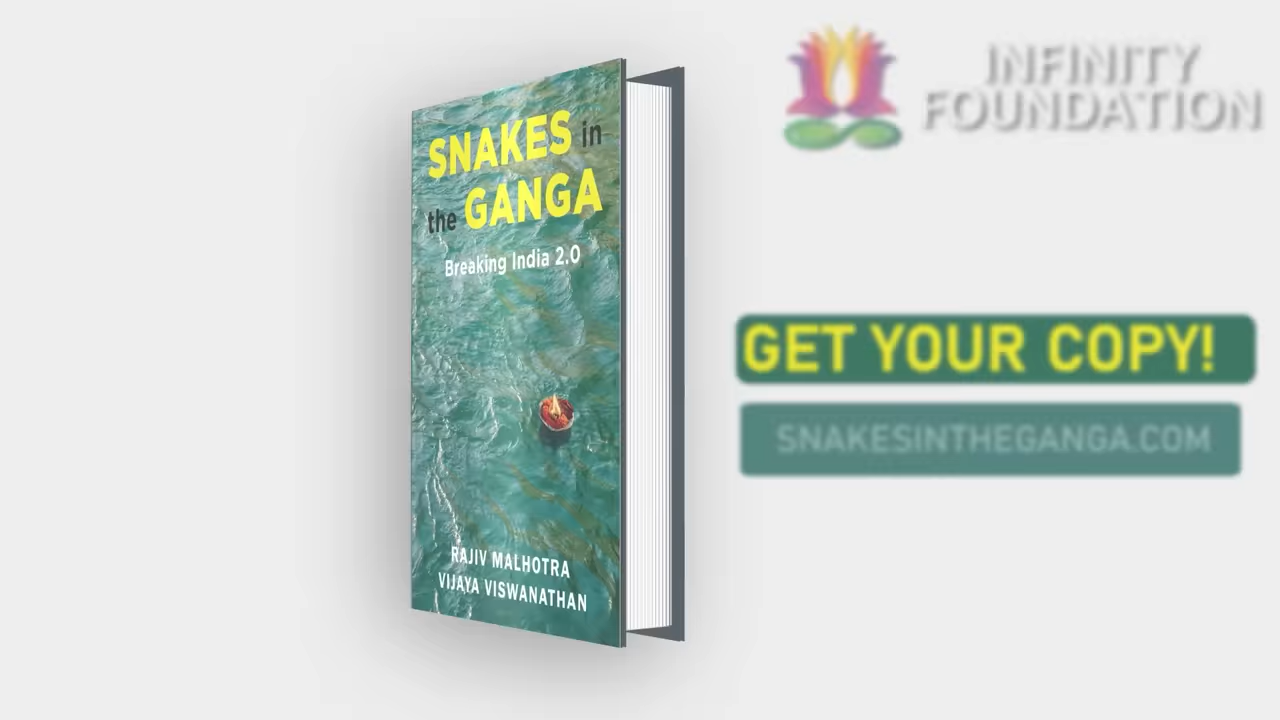 SNAKES in
the GANGA
Breaking India 2.0
RAJIV MALHOTRA
VIJAYA VISWANATHAN
INFINITY
FOUNDATION
GET YOUR COPY!
SNAKESINTHEGANGA.COM